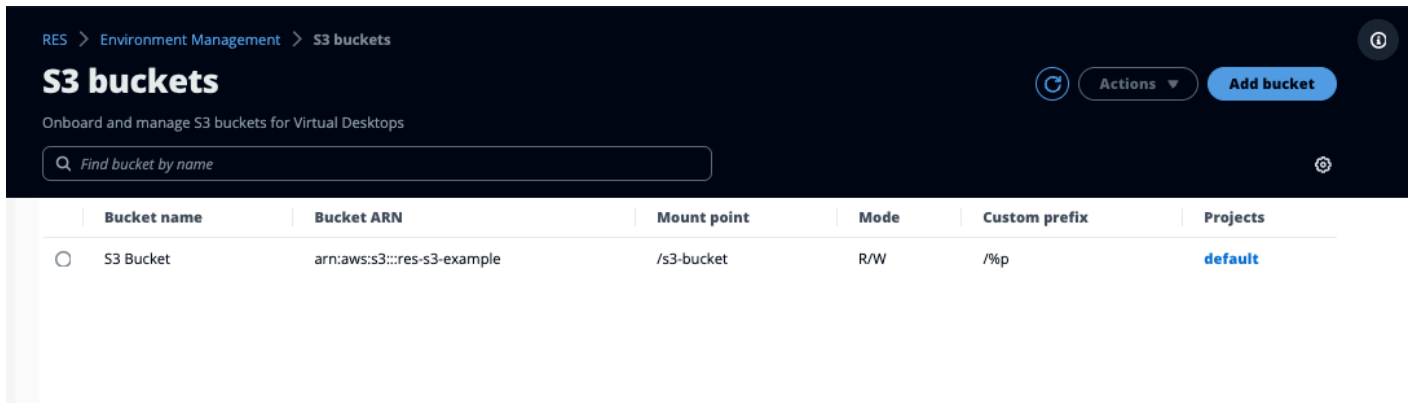 RES > Environment Management > S3 buckets
S3 buckets
Actions Add bucket
Onboard and manage S3 buckets for Virtual Desktops
Find bucket by name
Bucket name Bucket ARN Mount point Mode Custom prefix Projects
S3 Bucket arn:aws:s3:::res-s3-example /s3-bucket R/W /%p default